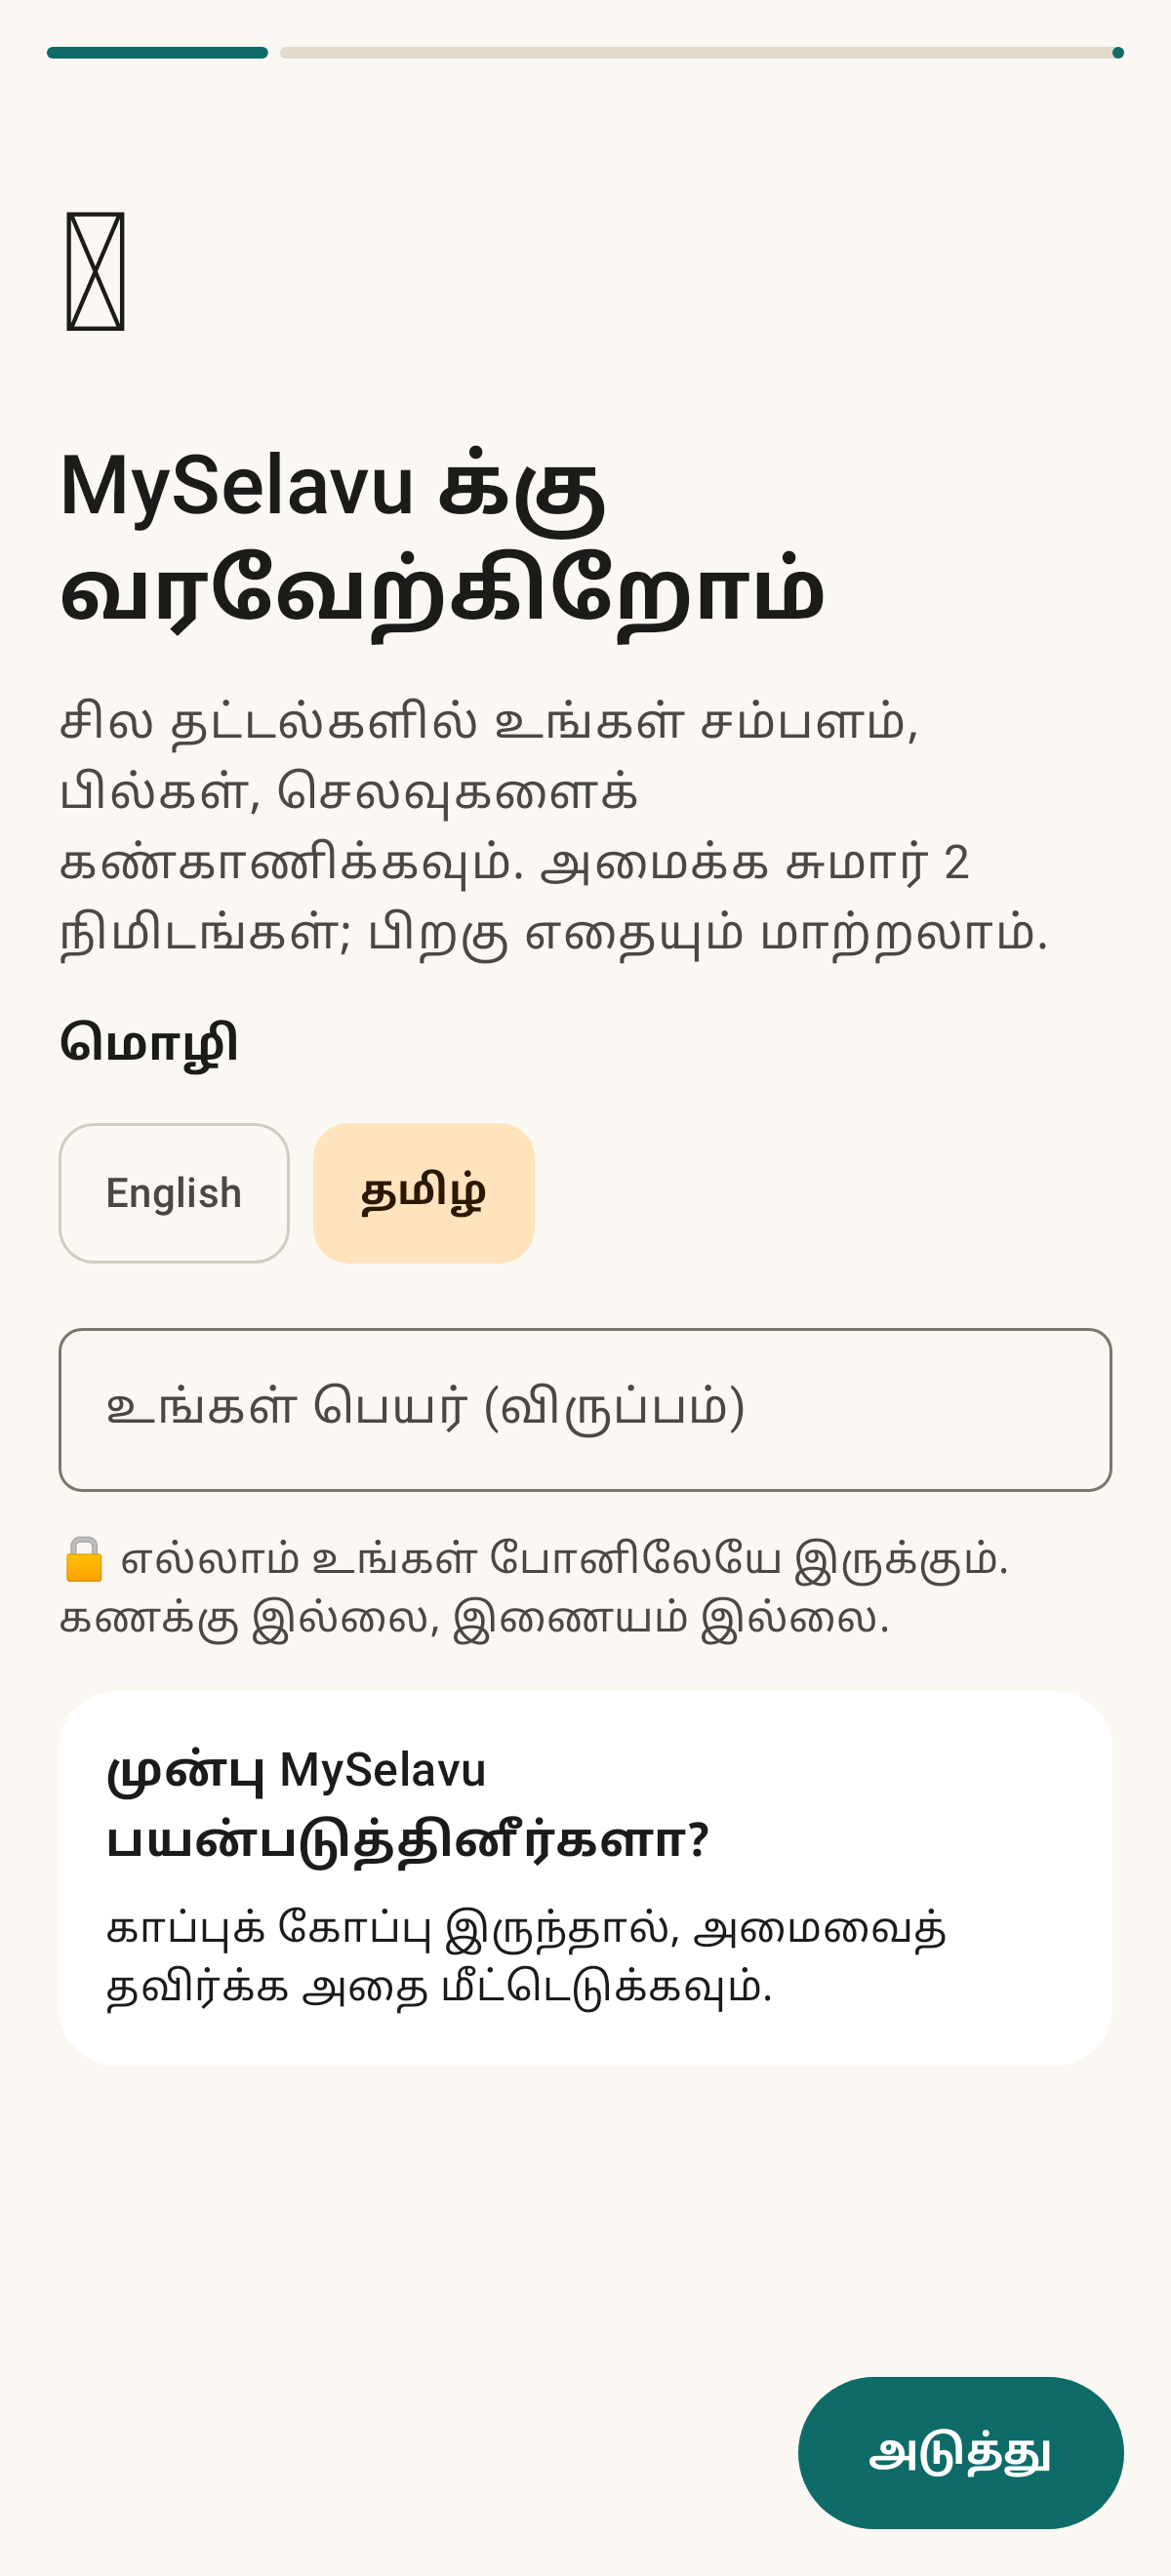 MySelavu க்கு
வரவேற்கிறோம்
சில தட்டல்களில் உங்கள் சம்பளம்,
பில்கள், செலவுகளைக்
கண்காணிக்கவும். அமைக்க சுமார் 2
நிமிடங்கள்; பிறகு எதையும் மாற்றலாம்.
மொழி
English
தமிழ்
உங்கள் பெயர் (விருப்பம்)
🔒 எல்லாம் உங்கள் போனிலேயே இருக்கும்.
கணக்கு இல்லை, இணையம் இல்லை.
முன்பு MySelavu
பயன்படுத்தினீர்களா?
காப்புக் கோப்பு இருந்தால், அமைவைத்
தவிர்க்க அதை மீட்டெடுக்கவும்.
அடுத்து